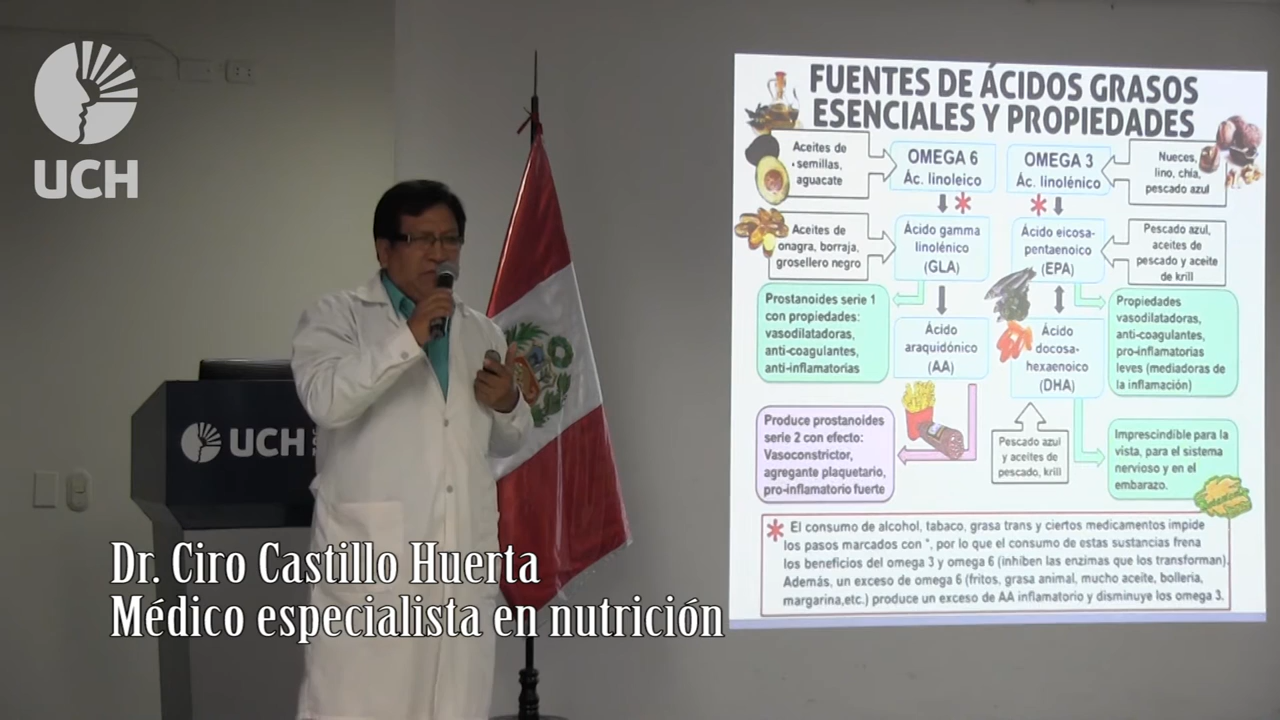 UCH
UCH
Dr. Ciro Castillo Huerta
Médico especialista en nutrición
FUENTES DE ÁCIDOS GRASOS
ESENCIALES Y PROPIEDADES
Aceites de
semillas,
aguacate
OMEGA 6
Ác. linoleico
OMEGA 3
Ác. linolénico
Nueces,
lino, chía,
pescado azul
*
*
Aceites de
onagra, borraja,
grosellero negro
Ácido gamma
linolénico
(GLA)
Ácido eicosa-
pentaenoico
(EPA)
Pescado azul,
aceites de
pescado y aceite
de krill
Prostanoides serie 1
con propiedades:
vasodilatadoras,
anti-coagulantes,
anti-inflamatorias
Ácido
araquidónico
(AA)
Ácido
docosa-
hexaenoico
(DHA)
Propiedades
vasodilatadoras,
anti-coagulantes,
pro-inflamatorias
leves (mediadoras de
la inflamación)
Produce prostanoides
serie 2 con efecto:
Vasoconstrictor,
agregante plaquetario,
pro-inflamatorio fuerte
Pescado azul
y aceites de
pescado, krill
Imprescindible para la
vista, para el sistema
nervioso y en el
embarazo.
* El consumo de alcohol, tabaco, grasa trans y ciertos medicamentos impide
los pasos marcados con *, por lo que el consumo de estas sustancias frena
los beneficios del omega 3 y omega 6 (inhiben las enzimas que los transforman).
Además, un exceso de omega 6 (fritos, grasa animal, mucho aceite, bollería,
margarina,etc.) produce un exceso de AA inflamatorio y disminuye los omega 3.